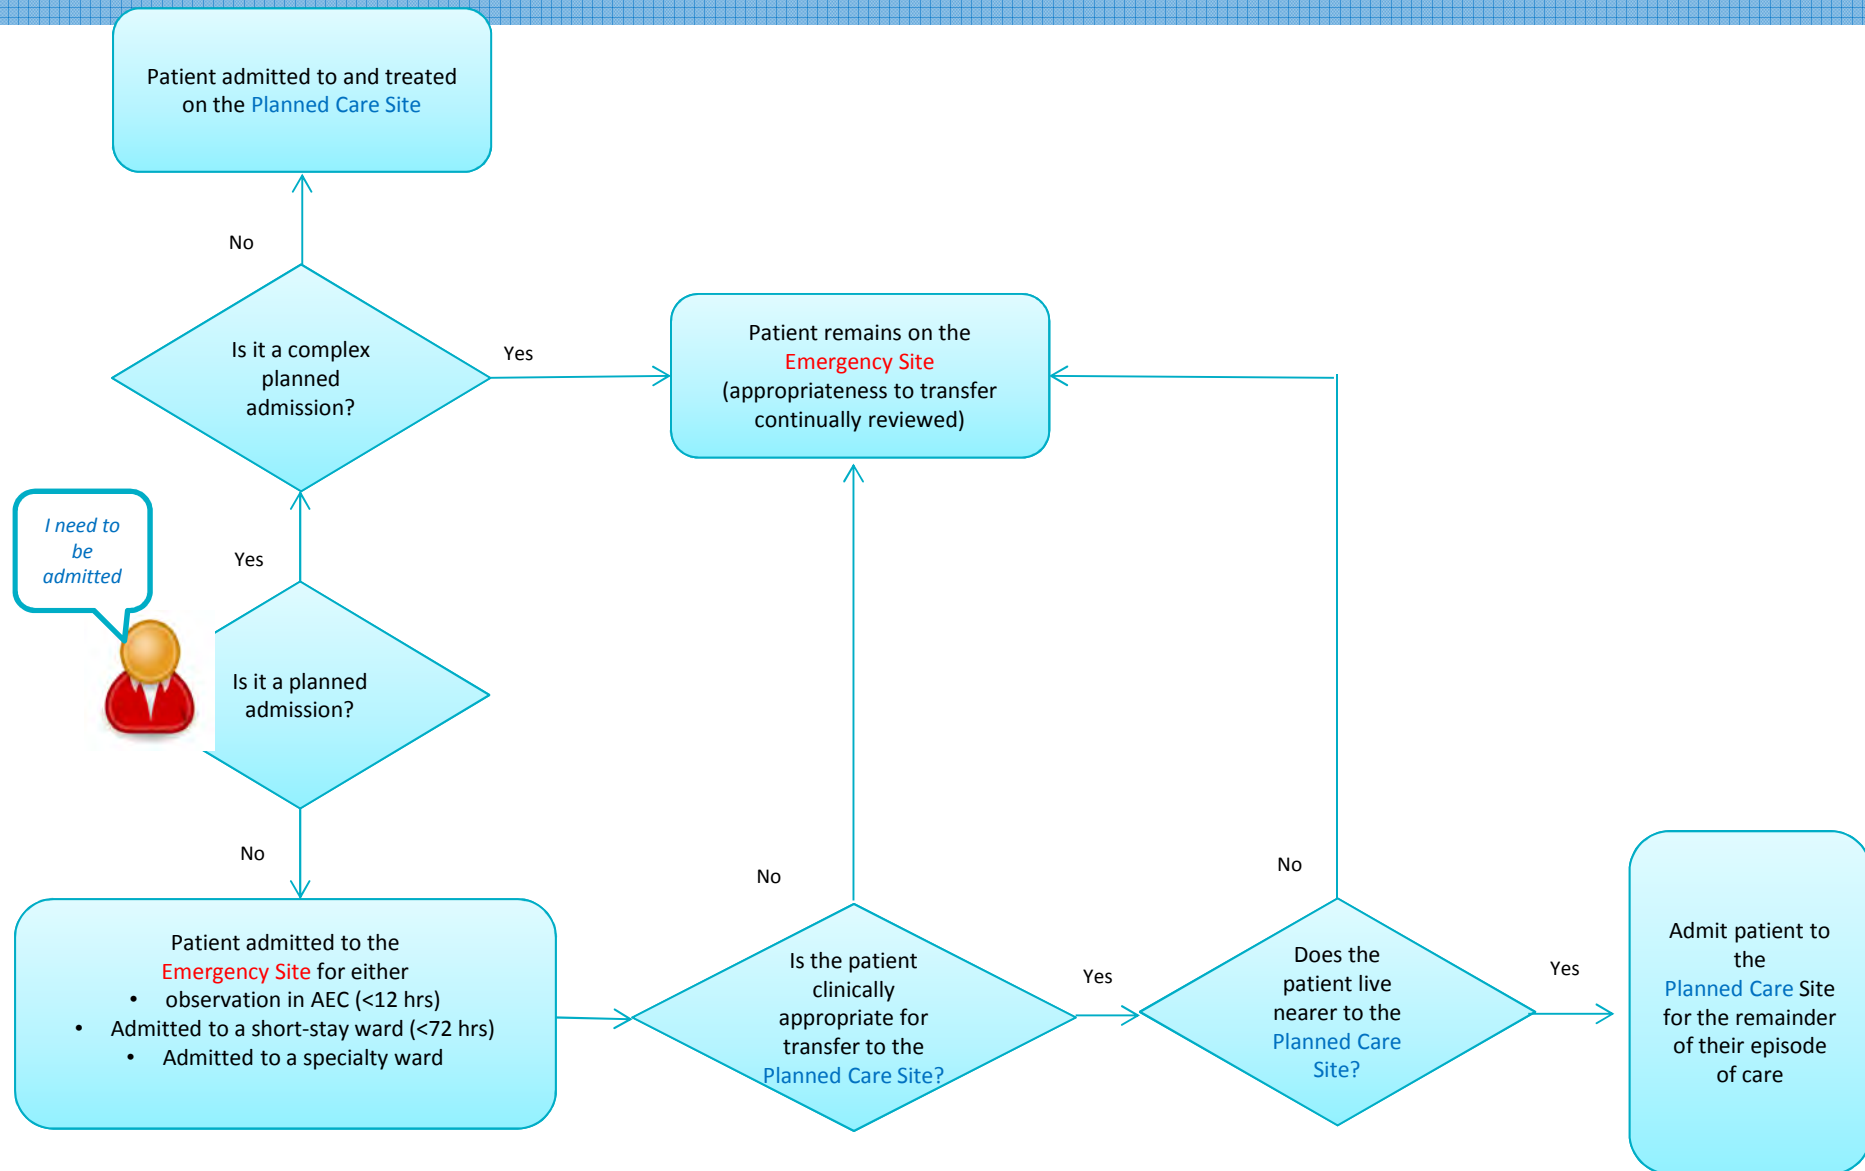 Patient admitted to and treated
on the Planned Care Site
No
Is it a complex
planned
admission?
Yes
Patient remains on the
Emergency Site
(appropriateness to transfer
continually reviewed)
I need to
be
admitted
Yes
Is it a planned
admission?
No
Patient admitted to the
Emergency Site for either
• observation in AEC (<12 hrs)
• Admitted to a short-stay ward (<72 hrs)
• Admitted to a specialty ward
No
Is the patient
clinically
appropriate for
transfer to the
Planned Care Site?
Yes
No
Does the
patient live
nearer to the
Planned Care
Site?
Yes
Admit patient to
the
Planned Care Site
for the remainder
of their episode
of care